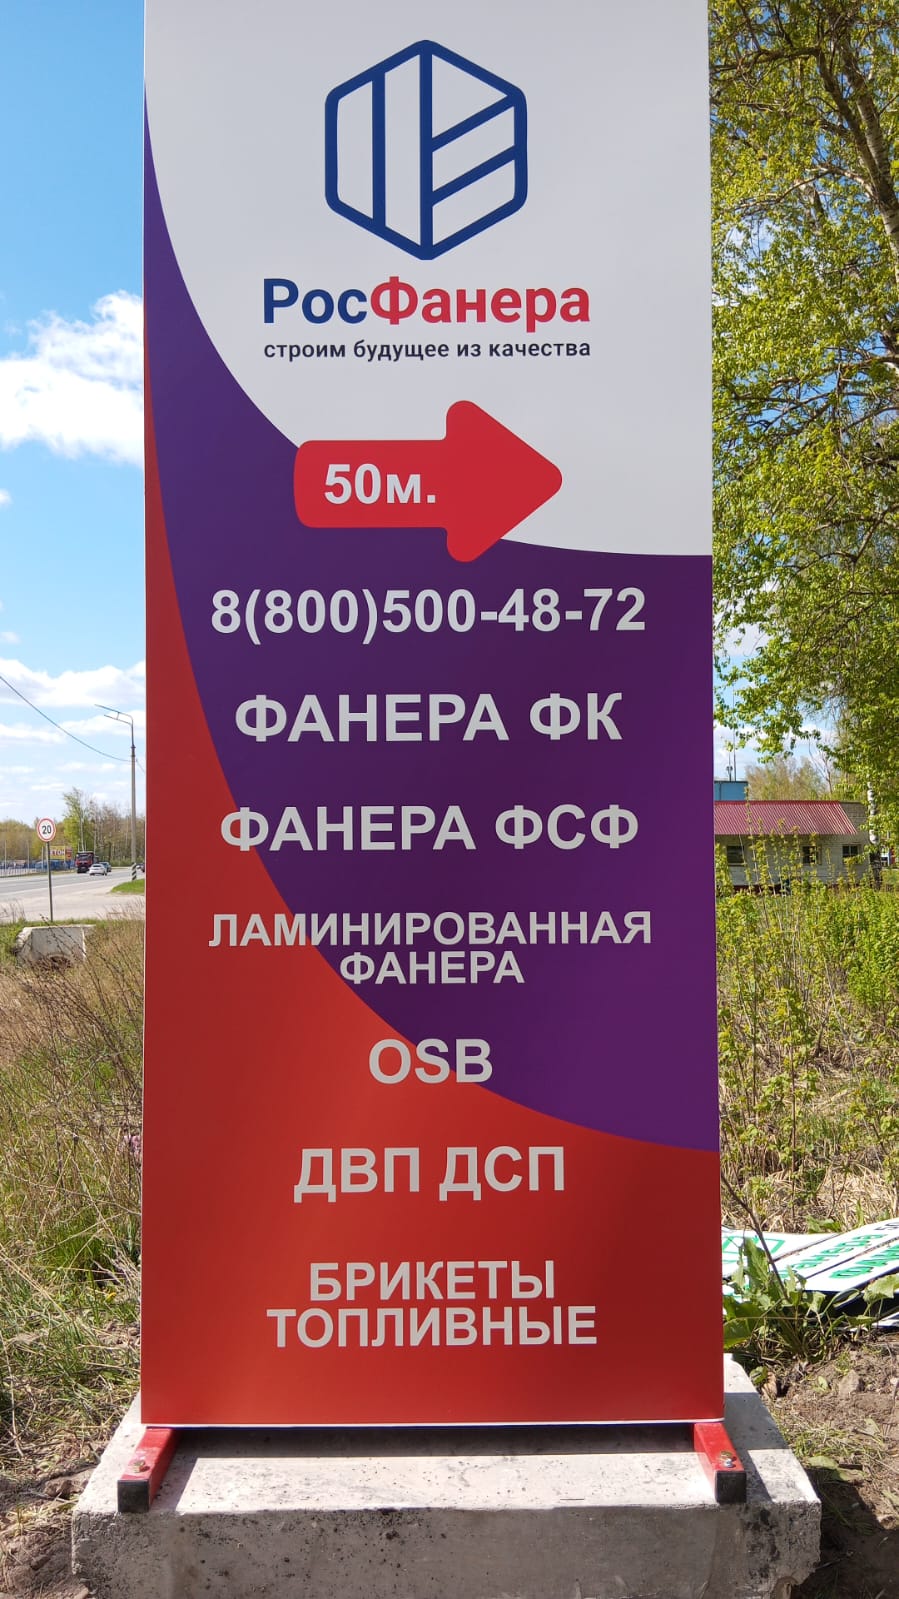 РосФанера
строим будущее из качества
50м.
8(800)500-48-72
ФАНЕРА ФК
ФАНЕРА ФСФ
ЛАМИНИРОВАННАЯ
ФАНЕРА
OSB
ДВП ДСП
БРИКЕТЫ
ТОПЛИВНЫЕ
20